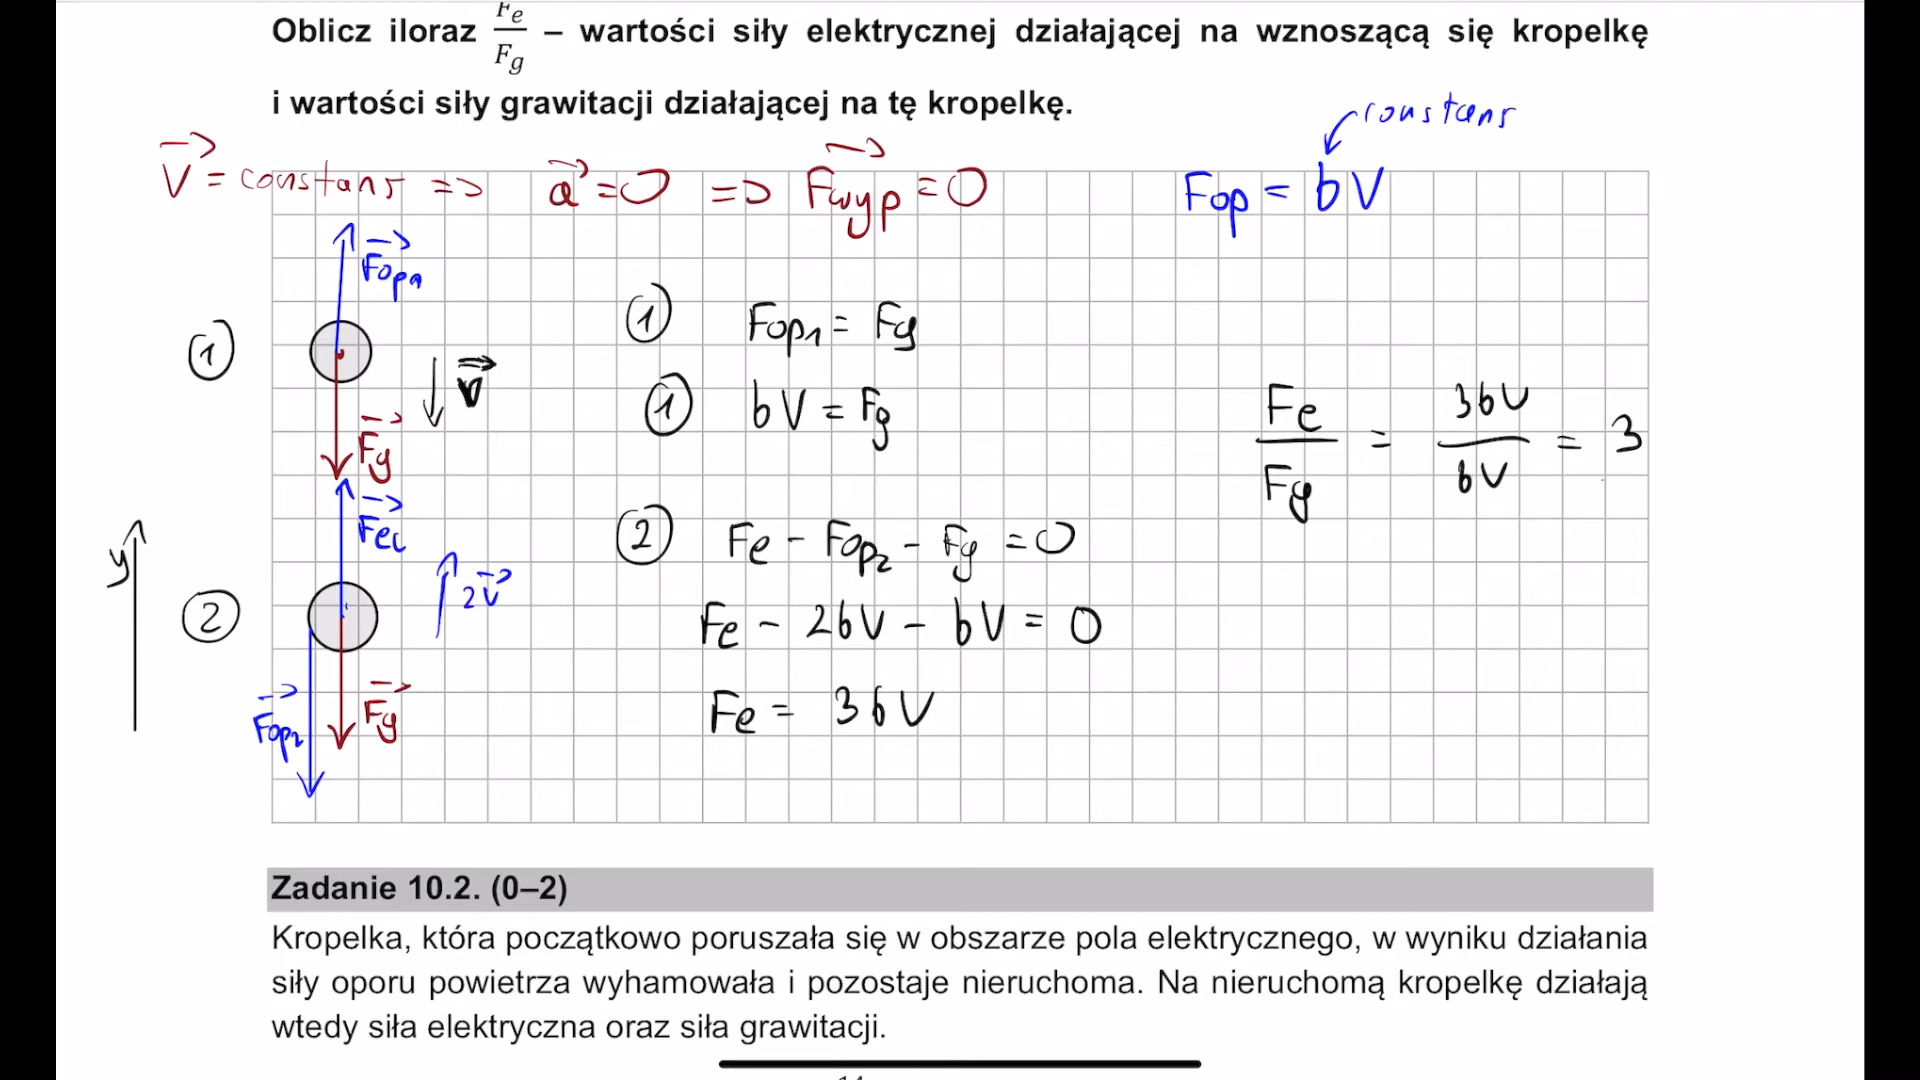 Oblicz iloraz Fe/Fg – wartości siły elektrycznej działającej na wznoszącą się kropelkę
i wartości siły grawitacji działającej na tę kropelkę.
constans
V = constans => a = 0 => Fwyp = 0
Fop = bV
Fop1
1
V
Fg
1 Fop1 = Fg
1 bV = Fg
Fe/Fg = 3bV/bV = 3
Fel
y
2
2V
Fop2
Fg
2 Fe - Fop2 - Fg = 0
Fe - 2bV - bV = 0
Fe = 3bV
Zadanie 10.2. (0–2)
Kropelka, która początkowo poruszała się w obszarze pola elektrycznego, w wyniku działania
siły oporu powietrza wyhamowała i pozostaje nieruchoma. Na nieruchomą kropelkę działają
wtedy siła elektryczna oraz siła grawitacji.